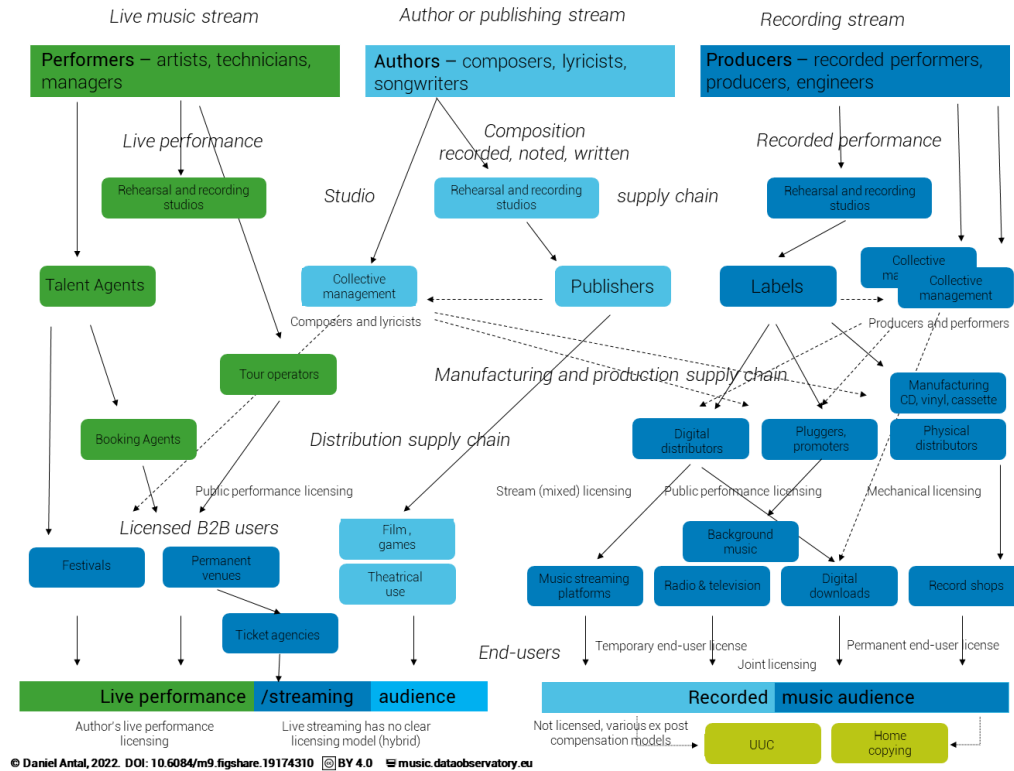 Live music stream
Author or publishing stream
Recording stream
Performers – artists, technicians,
managers
Authors – composers, lyricists,
songwriters
Producers – recorded performers,
producers, engineers
Live performance
Composition
recorded, noted, written
Recorded performance
Rehearsal and recording
studios
Studio
Rehearsal and recording
studios
supply chain
Rehearsal and recording
studios
Talent Agents
Collective
management
Publishers
Labels
Collective
Collective
management
Composers and lyricists
Producers and performers
Tour operators
Manufacturing and production supply chain
Manufacturing
CD, vinyl, cassette
Booking Agents
Distribution supply chain
Digital
distributors
Pluggers,
promoters
Physical
distributors
Public performance licensing
Stream (mixed) licensing
Public performance licensing
Mechanical licensing
Licensed B2B users
Film ,
games
Background
music
Festivals
Permanent
venues
Theatrical
use
Music streaming
platforms
Radio & television
Digital
downloads
Record shops
Ticket agencies
End-users
Temporary end-user license
Permanent end-user license
Joint licensing
Live performance /streaming audience
Recorded music audience
Author's live performance
licensing
Live streaming has no clear
licensing model (hybrid)
Not licensed, various ex post
compensation models
UUC
Home
copying
© Daniel Antal, 2022. DOI: 10.6084/m9.figshare.19174310 cc BY 4.0 music.dataobservatory.eu